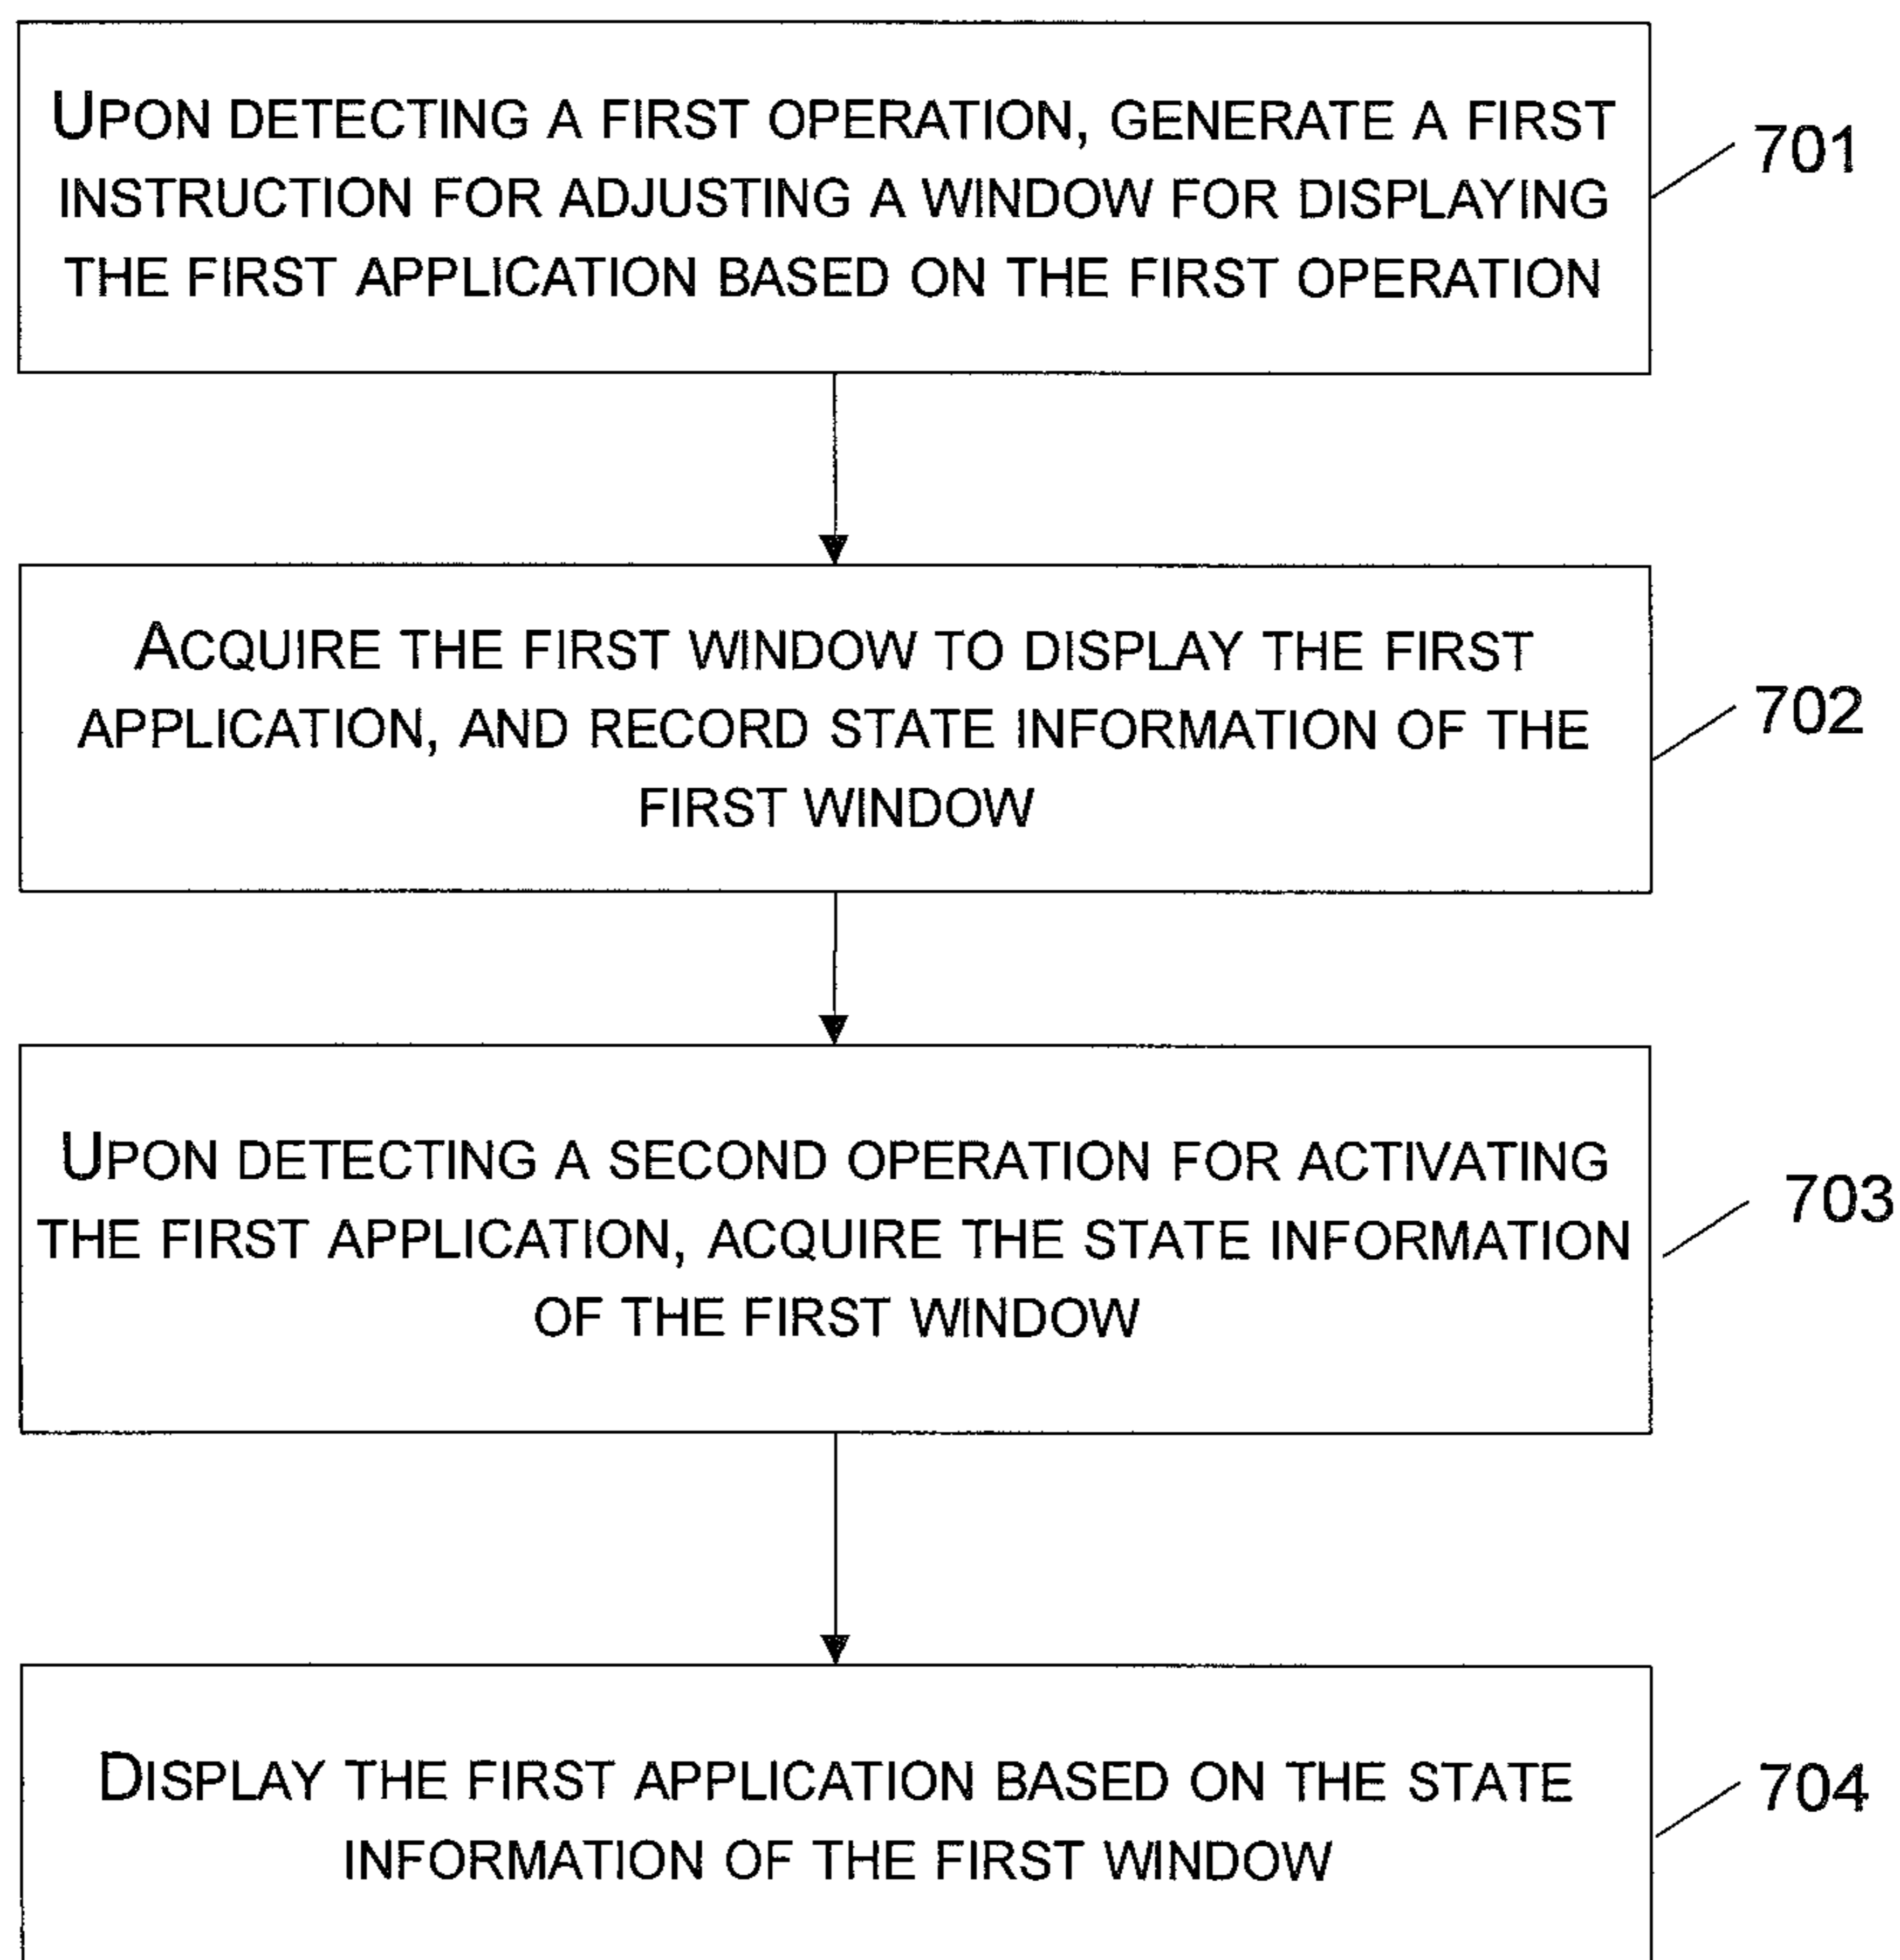 UPON DETECTING A FIRST OPERATION, GENERATE A FIRST
INSTRUCTION FOR ADJUSTING A WINDOW FOR DISPLAYING
THE FIRST APPLICATION BASED ON THE FIRST OPERATION
701
ACQUIRE THE FIRST WINDOW TO DISPLAY THE FIRST
APPLICATION, AND RECORD STATE INFORMATION OF THE
FIRST WINDOW
702
UPON DETECTING A SECOND OPERATION FOR ACTIVATING
THE FIRST APPLICATION, ACQUIRE THE STATE INFORMATION
OF THE FIRST WINDOW
703
DISPLAY THE FIRST APPLICATION BASED ON THE STATE
INFORMATION OF THE FIRST WINDOW
704